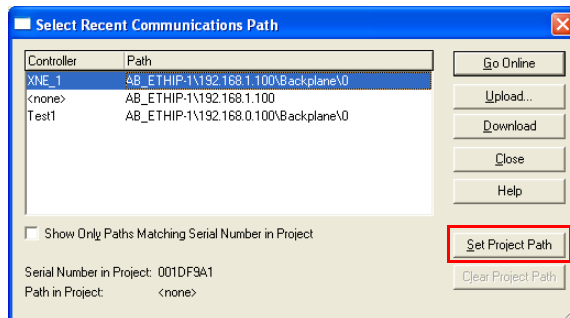 Select Recent Communications Path
Controller Path
XNE_1 AB_ETHIP-1\192.168.1.100\Backplane\0
<none> AB_ETHIP-1\192.168.1.100
Test1 AB_ETHIP-1\192.168.0.100\Backplane\0
Go Online
Upload...
Download
Close
Help
Show Only Paths Matching Serial Number in Project
Set Project Path
Serial Number in Project: 001DF9A1
Clear Project Path
Path in Project: <none>